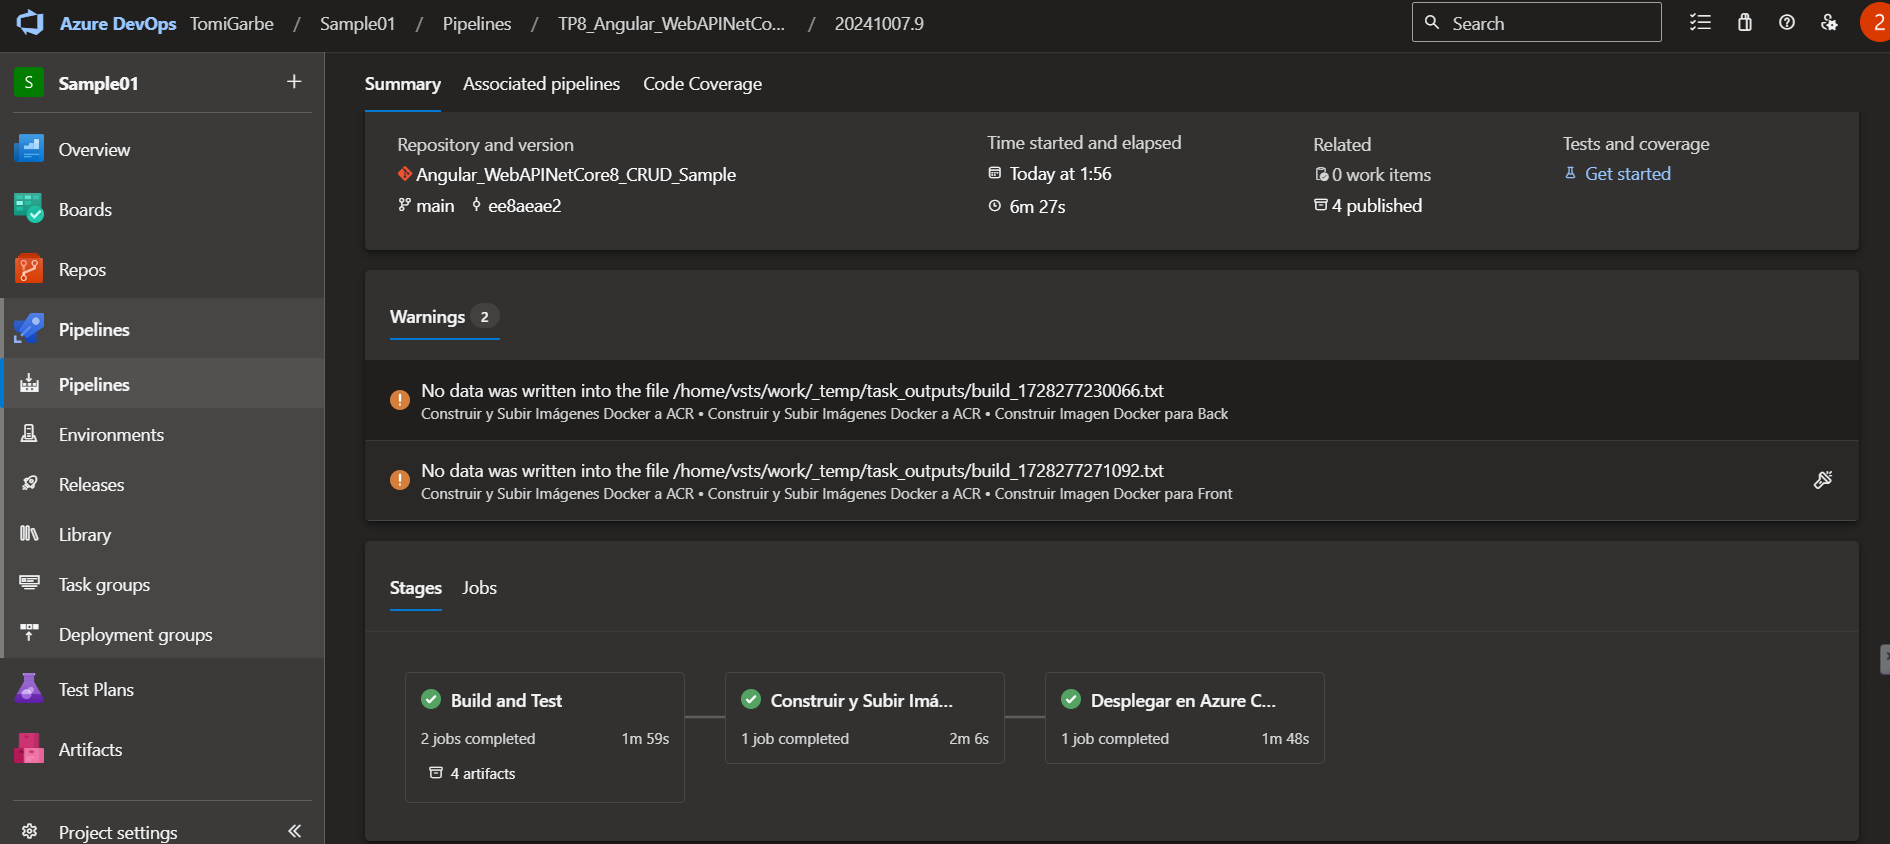 Azure DevOps TomiGarbe / Sample01 / Pipelines / TP8_Angular_WebAPINetCo... / 20241007.9
Search
2
S Sample01
Overview
Boards
Repos
Pipelines
Pipelines
Environments
Releases
Library
Task groups
Deployment groups
Test Plans
Artifacts
Project settings
Summary Associated pipelines Code Coverage
Repository and version
Angular_WebAPINetCore8_CRUD_Sample
main ee8aeae2
Time started and elapsed
Today at 1:56
6m 27s
Related
0 work items
4 published
Tests and coverage
Get started
Warnings 2
No data was written into the file /home/vsts/work/_temp/task_outputs/build_1728277230066.txt
Construir y Subir Imágenes Docker a ACR • Construir y Subir Imágenes Docker a ACR • Construir Imagen Docker para Back
No data was written into the file /home/vsts/work/_temp/task_outputs/build_1728277271092.txt
Construir y Subir Imágenes Docker a ACR • Construir y Subir Imágenes Docker a ACR • Construir Imagen Docker para Front
Stages Jobs
Build and Test
2 jobs completed 1m 59s
4 artifacts
Construir y Subir Imá...
1 job completed 2m 6s
Desplegar en Azure C...
1 job completed 1m 48s